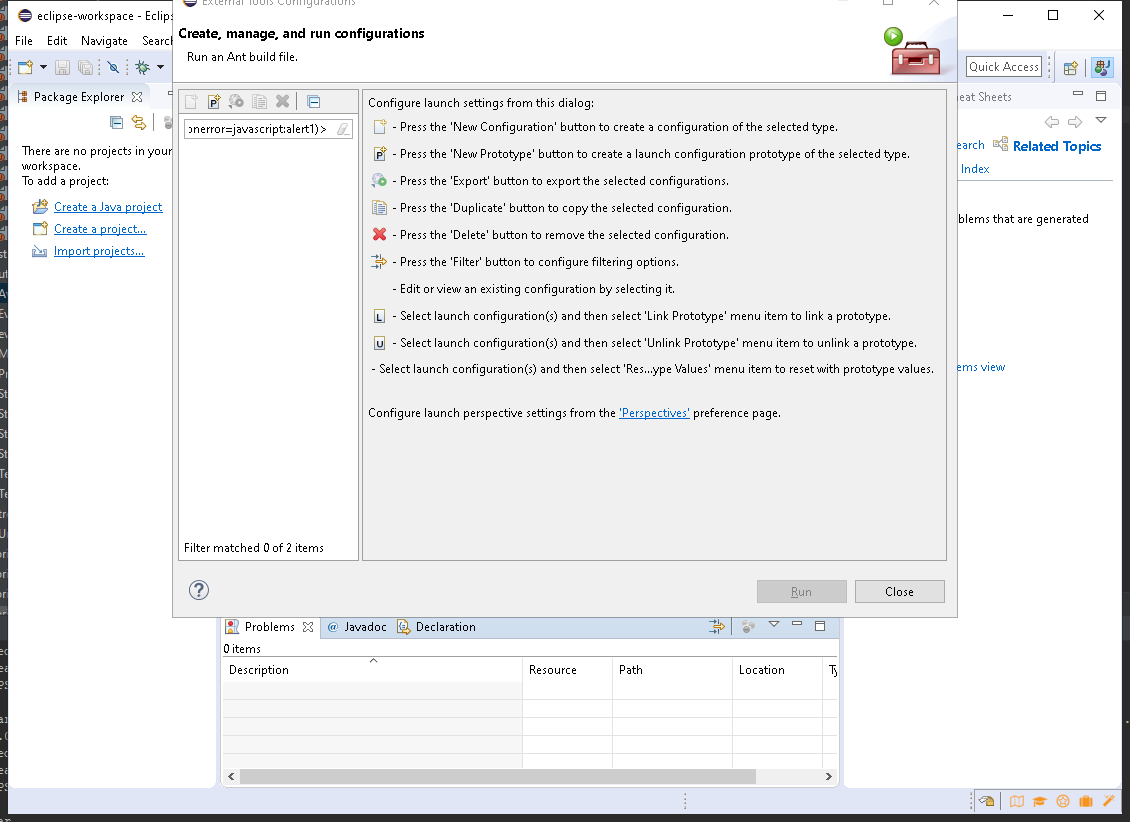 eclipse-workspace - Eclips
External Tools Configurations
File Edit Navigate Search
Create, manage, and run configurations
Run an Ant build file.
Quick Access
Package Explorer
There are no projects in your
workspace.
To add a project:
Create a Java project
Create a project...
Import projects...
onerror=javascript:alert1)>
Filter matched 0 of 2 items
Configure launch settings from this dialog:
- Press the 'New Configuration' button to create a configuration of the selected type.
- Press the 'New Prototype' button to create a launch configuration prototype of the selected type.
- Press the 'Export' button to export the selected configurations.
- Press the 'Duplicate' button to copy the selected configuration.
- Press the 'Delete' button to remove the selected configuration.
- Press the 'Filter' button to configure filtering options.
- Edit or view an existing configuration by selecting it.
- Select launch configuration(s) and then select 'Link Prototype' menu item to link a prototype.
- Select launch configuration(s) and then select 'Unlink Prototype' menu item to unlink a prototype.
- Select launch configuration(s) and then select 'Res...ype Values' menu item to reset with prototype values.
Configure launch perspective settings from the 'Perspectives' preference page.
Run Close
eat Sheets
earch Related Topics
Index
blems that are generated
ems view
Problems @ Javadoc Declaration
0 items
Description Resource Path Location Ty